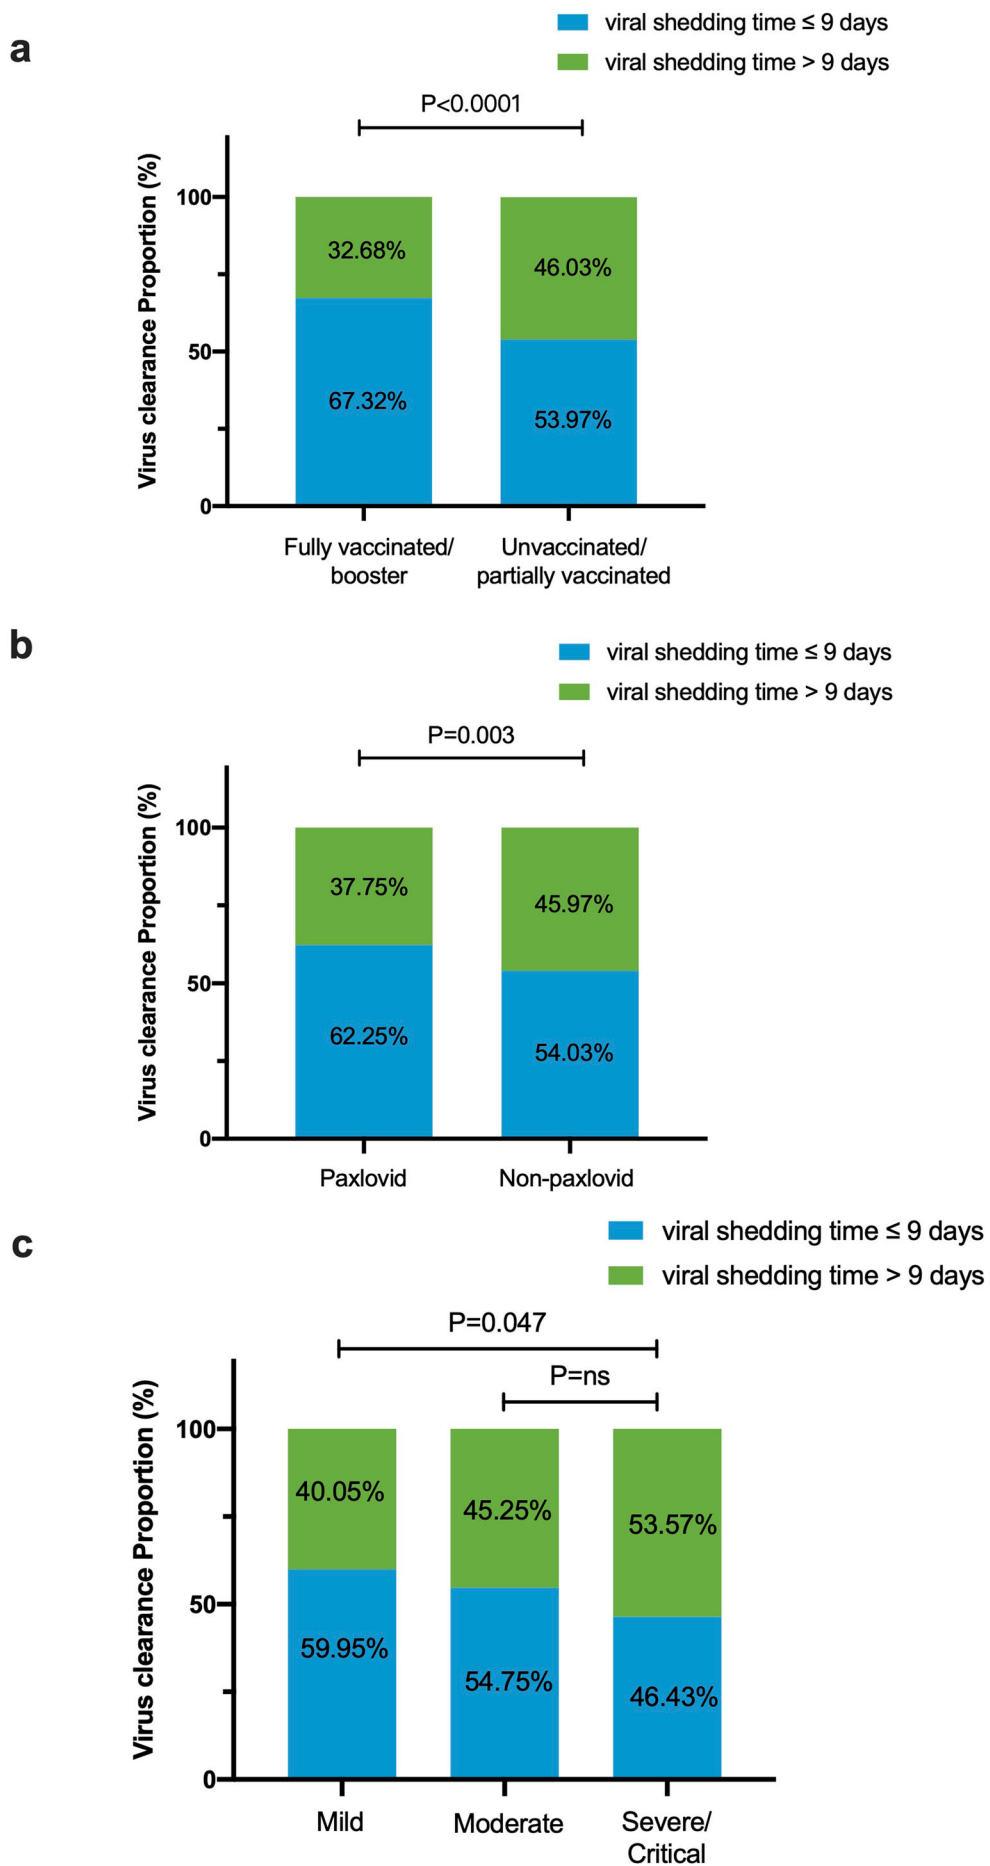 a
viral shedding time ≤ 9 days
viral shedding time > 9 days
P<0.0001
Virus clearance Proportion (%)
100
50
0
32.68%
46.03%
67.32%
53.97%
Fully vaccinated/
booster
Unvaccinated/
partially vaccinated
b
viral shedding time ≤ 9 days
viral shedding time > 9 days
P=0.003
Virus clearance Proportion (%)
100
50
0
37.75%
45.97%
62.25%
54.03%
Paxlovid
Non-paxlovid
c
viral shedding time ≤ 9 days
viral shedding time > 9 days
P=0.047
P=ns
Virus clearance Proportion (%)
100
50
0
40.05%
45.25%
53.57%
59.95%
54.75%
46.43%
Mild
Moderate
Severe/
Critical